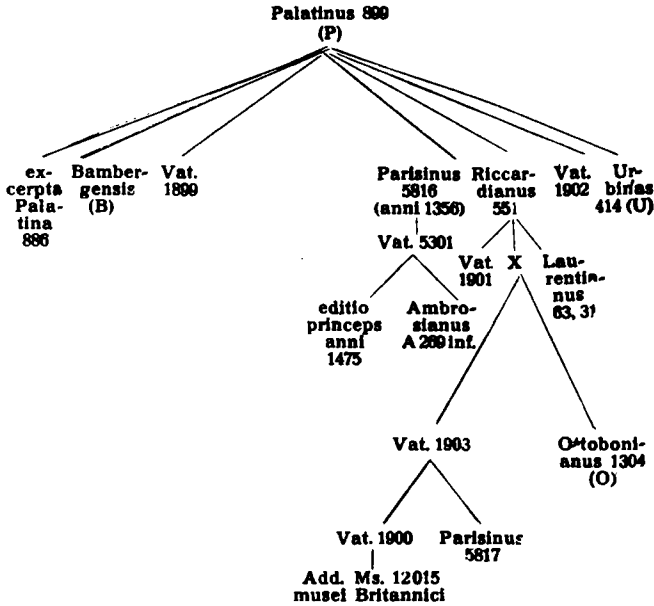 Palatinus 899
(P)
ex-
cerpta
Pala-
tina
886
Bamber-
gensis
(B)
Vat.
1899
Parisinus
5816
(anni 1356)
Riccar-
dianus
551
Vat.
1902
Ur-
binas
414 (U)
Vat. 5301
Vat
1901
X
Lau-
rentia-
nus
63, 31
editio
princeps
anni
1475
Ambro-
sianus
A 269 inf.
Vat. 1903
Ottoboni-
anus 1304
(O)
Vat. 1900
Parisinus
5817
Add. Ms. 12015
musei Britannici